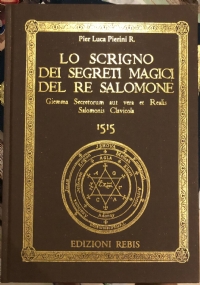 Pier Luca Pierini R.
LO SCRIGNO
DEI SEGRETI MAGICI
DEL RE SALOMONE
Gemma Secretorum aut vera et Realis
Salomonis Clavicola
1515
EDIZIONI REBIS